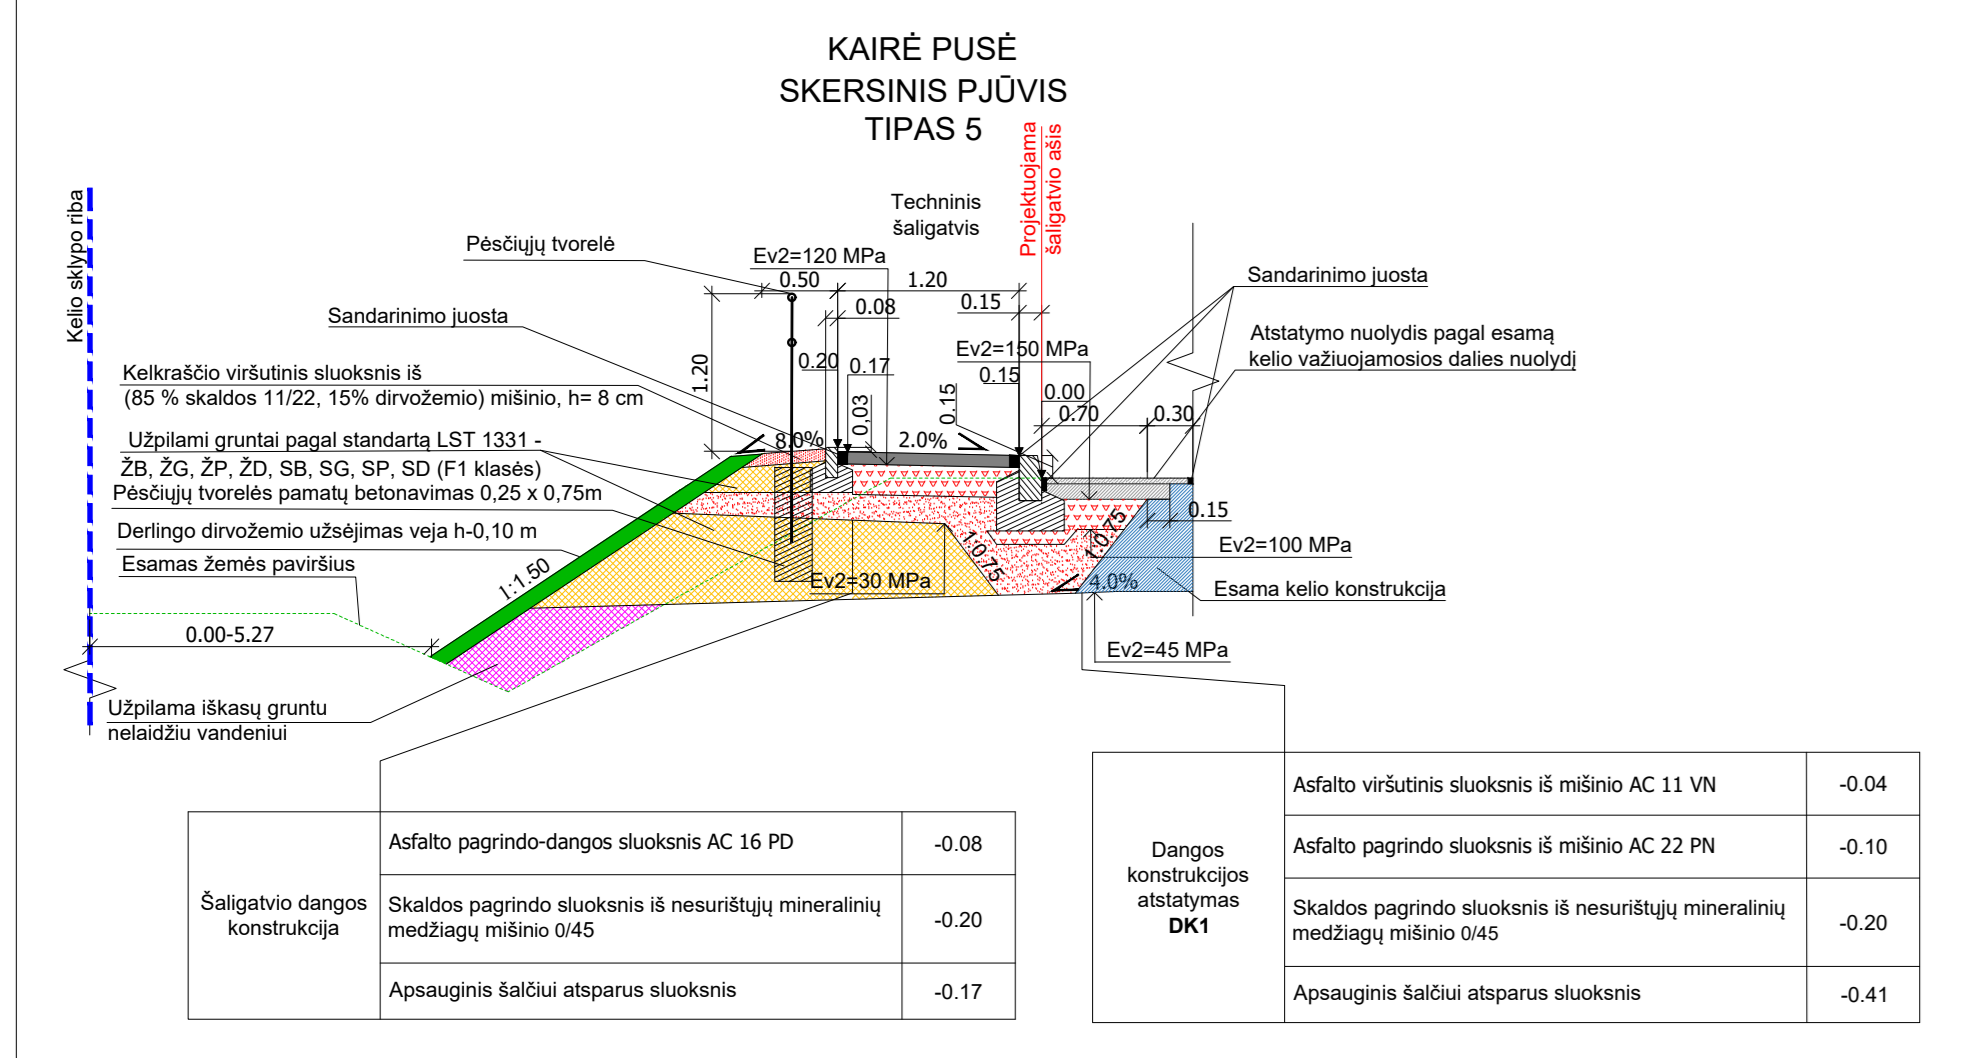 KAIRĖ PUSĖ
SKERSINIS PJŪVIS
TIPAS 5
Kelio sklypo riba
Projektuojama
šaligatvio ašis
Techninis
šaligatvis
Pėsčiųjų tvorelė
Ev2=120 MPa
0.50
1.20
0.08
0.15
Sandarinimo juosta
Sandarinimo juosta
Atstatymo nuolydis pagal esamą
kelio važiuojamosios dalies nuolydį
1.20
0.20
0.17
Ev2=150 MPa
0.15
0.00
0.70
0.30
0,03
0.15
Kelkraščio viršutinis sluoksnis iš
(85 % skaldos 11/22, 15% dirvožemio) mišinio, h= 8 cm
8.0%
2.0%
Užpilami gruntai pagal standartą LST 1331 -
ŽB, ŽG, ŽP, ŽD, SB, SG, SP, SD (F1 klasės)
Pėsčiųjų tvorelės pamatų betonavimas 0,25 x 0,75m
Derlingo dirvožemio užsėjimas veja h-0,10 m
Esamas žemės paviršius
1:1.50
1:0.75
1:0.75
0.15
Ev2=100 MPa
Ev2=30 MPa
4.0%
Esama kelio konstrukcija
0.00-5.27
Ev2=45 MPa
Užpilama iškasų gruntu
nelaidžiu vandeniui
Šaligatvio dangos
konstrukcija
Asfalto pagrindo-dangos sluoksnis AC 16 PD
-0.08
Skaldos pagrindo sluoksnis iš nesurištųjų mineralinių
medžiagų mišinio 0/45
-0.20
Apsauginis šalčiui atsparus sluoksnis
-0.17
Dangos
konstrukcijos
atstatymas
DK1
Asfalto viršutinis sluoksnis iš mišinio AC 11 VN
-0.04
Asfalto pagrindo sluoksnis iš mišinio AC 22 PN
-0.10
Skaldos pagrindo sluoksnis iš nesurištųjų mineralinių
medžiagų mišinio 0/45
-0.20
Apsauginis šalčiui atsparus sluoksnis
-0.41